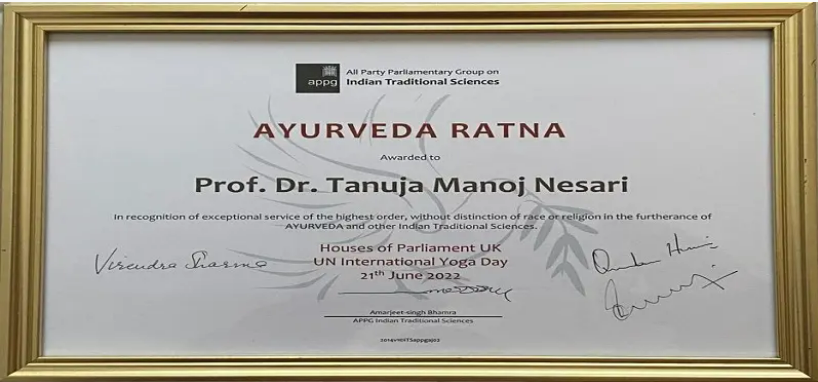 appg
All Party Parliamentary Group on
Indian Traditional Sciences
AYURVEDA RATNA
Awarded to
Prof. Dr. Tanuja Manoj Nesari
In recognition of exceptional service of the highest order, without distinction of race or religion in the furtherance of
AYURVEDA and other Indian Traditional Sciences.
Houses of Parliament UK
UN International Yoga Day
21th June 2022
Virendra Sharma
Amarjeet-singh Bhamra
APPG Indian Traditional Sciences